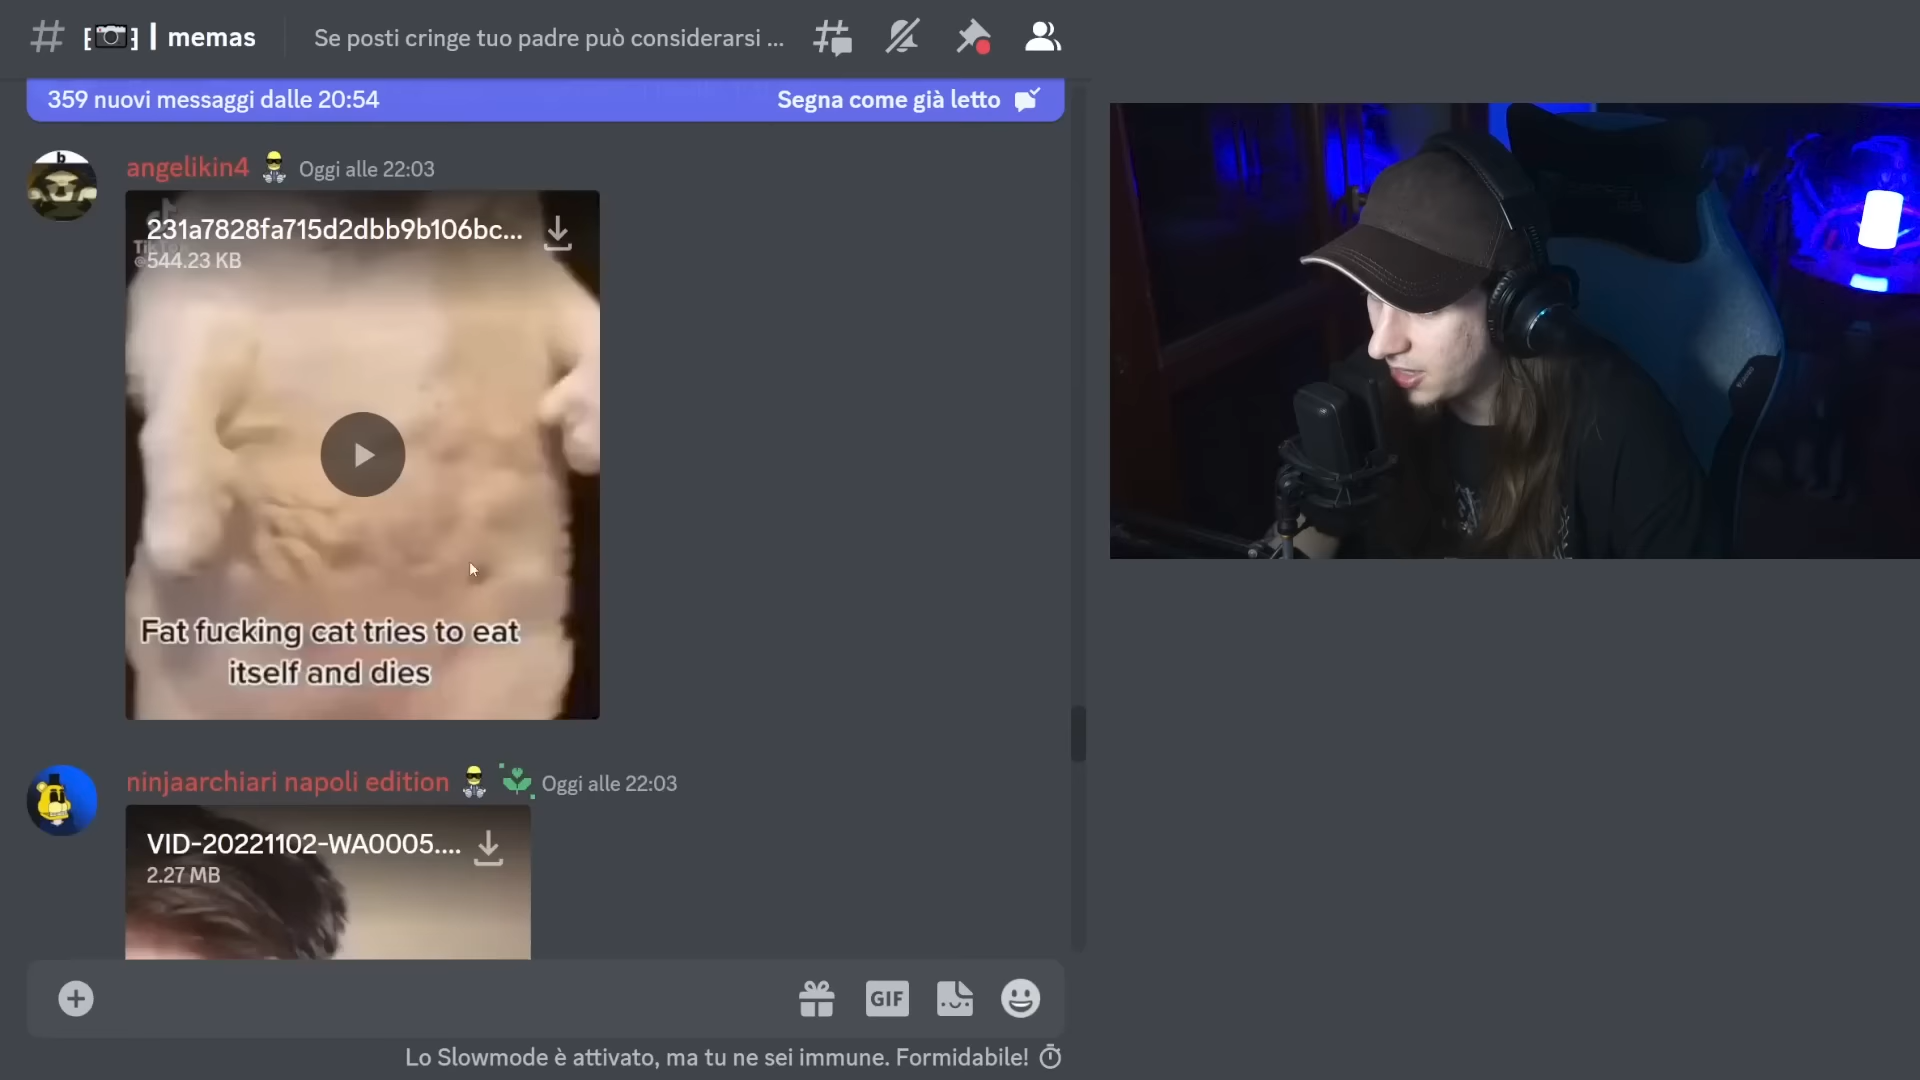 | memas
Se posti cringe tuo padre può considerarsi ...
359 nuovi messaggi dalle 20:54
Segna come già letto
b
angelikin4 Oggi alle 22:03
231a7828fa715d2dbb9b106bc...
544.23 KB
Fat fucking cat tries to eat
itself and dies
ninjaarchiari napoli edition Oggi alle 22:03
VID-20221102-WA0005....
2.27 MB
GIF
Lo Slowmode è attivato, ma tu ne sei immune. Formidabile!